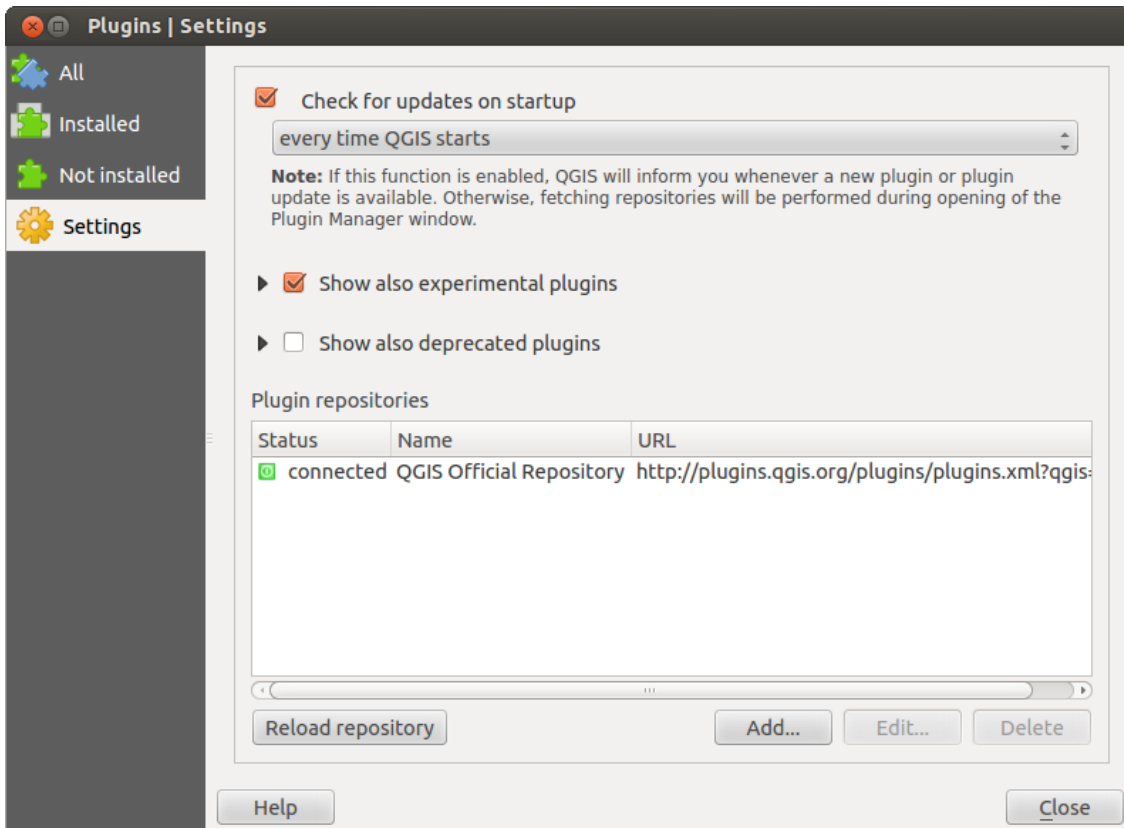 Plugins | Settings
All
Installed
Not installed
Settings
Check for updates on startup
every time QGIS starts
Note: If this function is enabled, QGIS will inform you whenever a new plugin or plugin
update is available. Otherwise, fetching repositories will be performed during opening of the
Plugin Manager window.
Show also experimental plugins
Show also deprecated plugins
Plugin repositories
Status Name URL
connected QGIS Official Repository http://plugins.qgis.org/plugins/plugins.xml?qgis=
Reload repository Add... Edit... Delete
Help Close